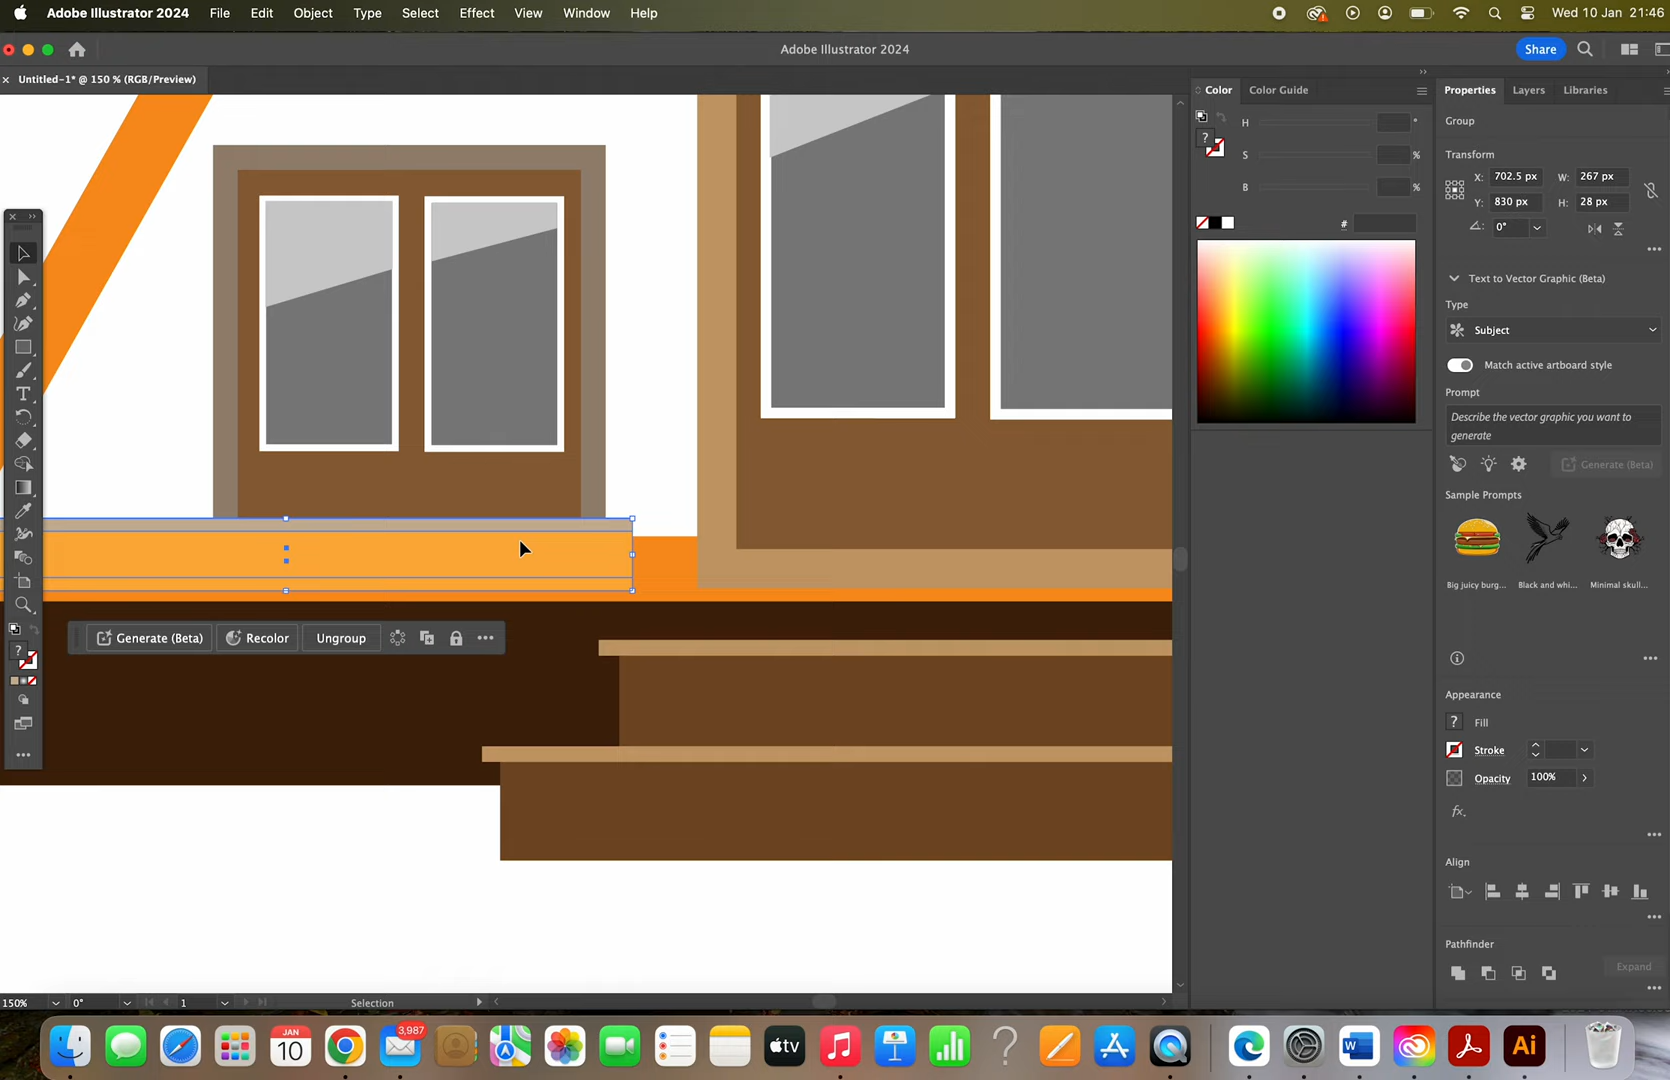 Adobe Illustrator 2024 File Edit Object Type Select Effect View Window Help Wed 10 Jan 21:46
Adobe Illustrator 2024 Share
× Untitled-1* @ 150 % (RGB/Preview)
Color Color Guide
H °
S %
B %
#
Properties Layers Libraries
Group
Transform
X: 702.5 px W: 267 px
Y: 830 px H: 28 px
0°
Text to Vector Graphic (Beta)
Type
Subject
Match active artboard style
Prompt
Describe the vector graphic you want to
generate
Generate (Beta)
Sample Prompts
Big juicy burg... Black and whi... Minimal skull...
Appearance
? Fill
Stroke
Opacity 100%
fx.
Align
Pathfinder
Expand
Generate (Beta) Recolor Ungroup
150% 0° 1 Selection
JAN
10
3,987
tv
W
Ai